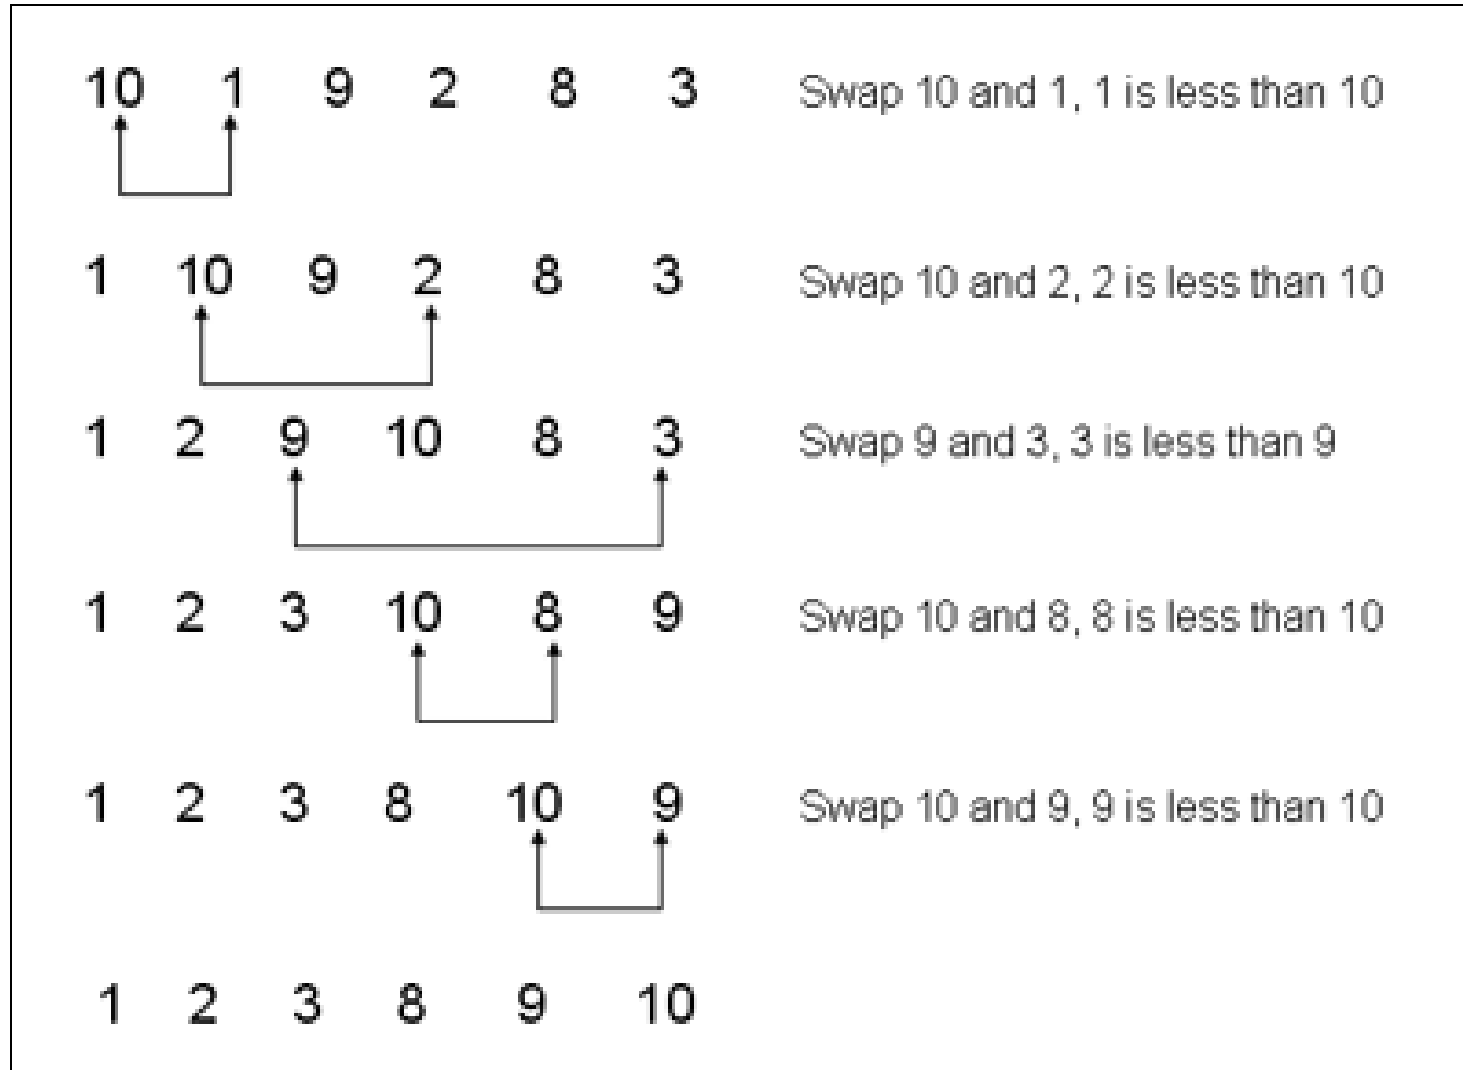 10 1 9 2 8 3 Swap 10 and 1, 1 is less than 10
1 10 9 2 8 3 Swap 10 and 2, 2 is less than 10
1 2 9 10 8 3 Swap 9 and 3, 3 is less than 9
1 2 3 10 8 9 Swap 10 and 8, 8 is less than 10
1 2 3 8 10 9 Swap 10 and 9, 9 is less than 10
1 2 3 8 9 10